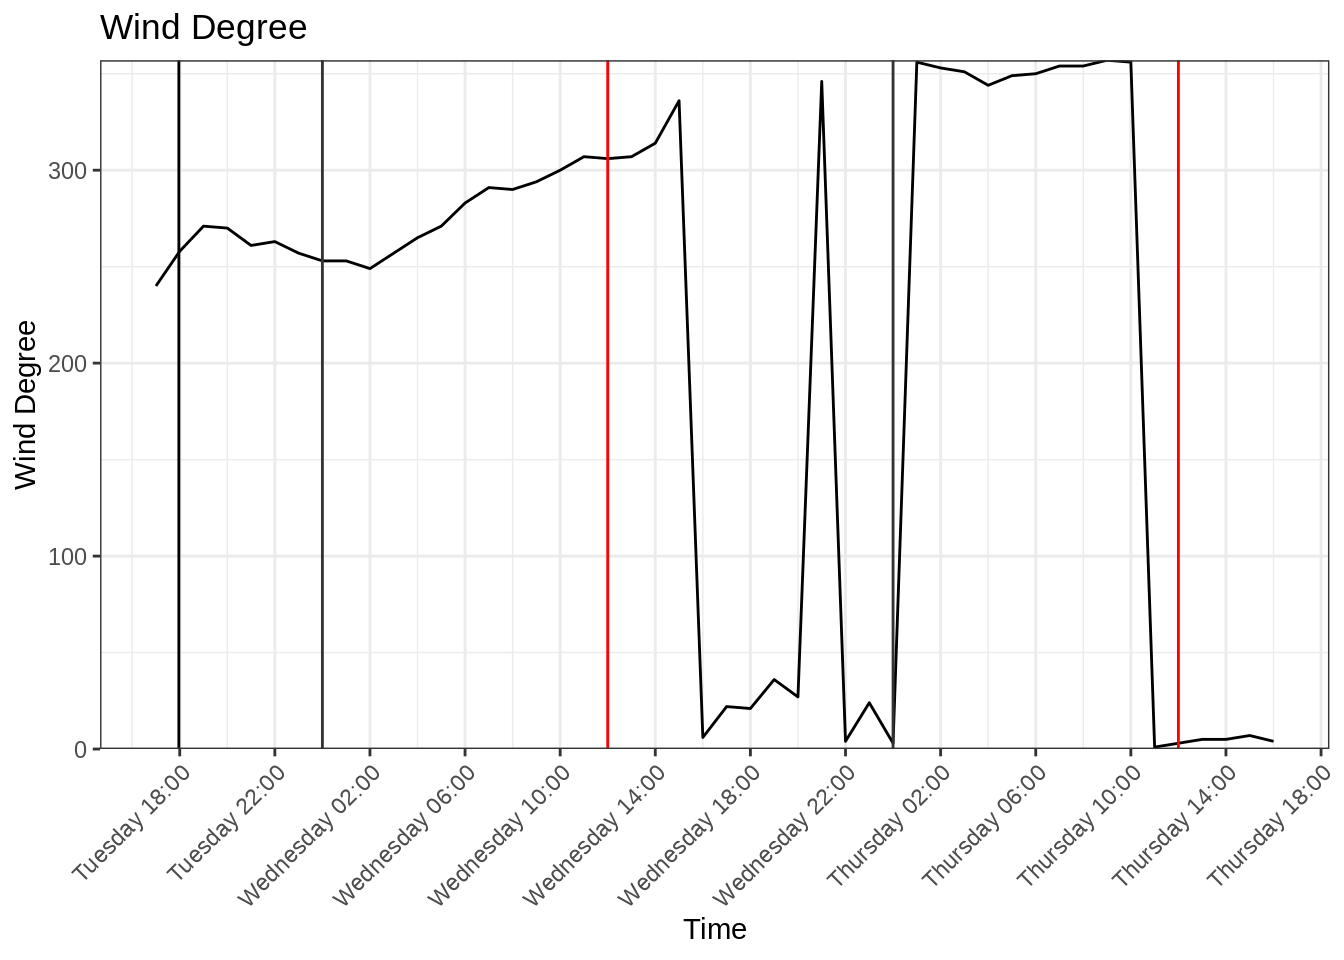 Wind Degree
Wind Degree
300
200
100
0
Tuesday 18:00
Tuesday 22:00
Wednesday 02:00
Wednesday 06:00
Wednesday 10:00
Wednesday 14:00
Wednesday 18:00
Wednesday 22:00
Thursday 02:00
Thursday 06:00
Thursday 10:00
Thursday 14:00
Thursday 18:00
Time